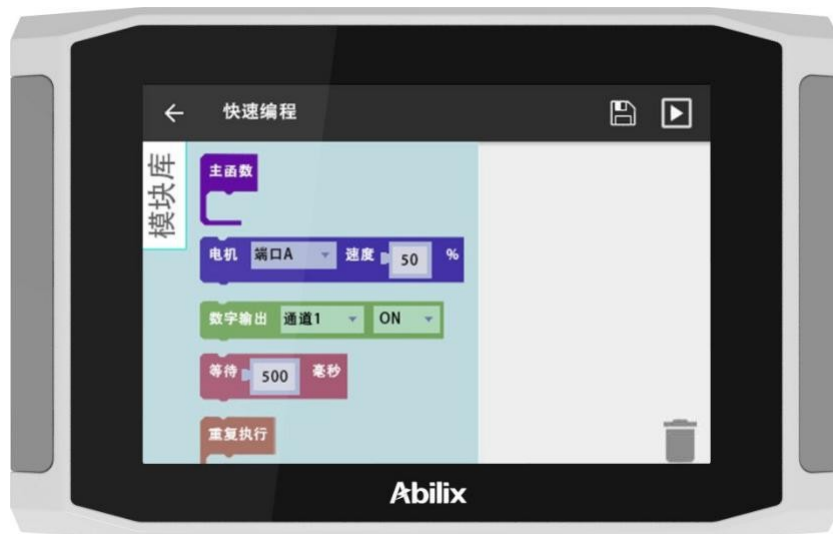 快速编程
模块库
主函数
电机 端口A 速度 50 %
数字输出 通道1 ON
等待 500 毫秒
重复执行
Abilix